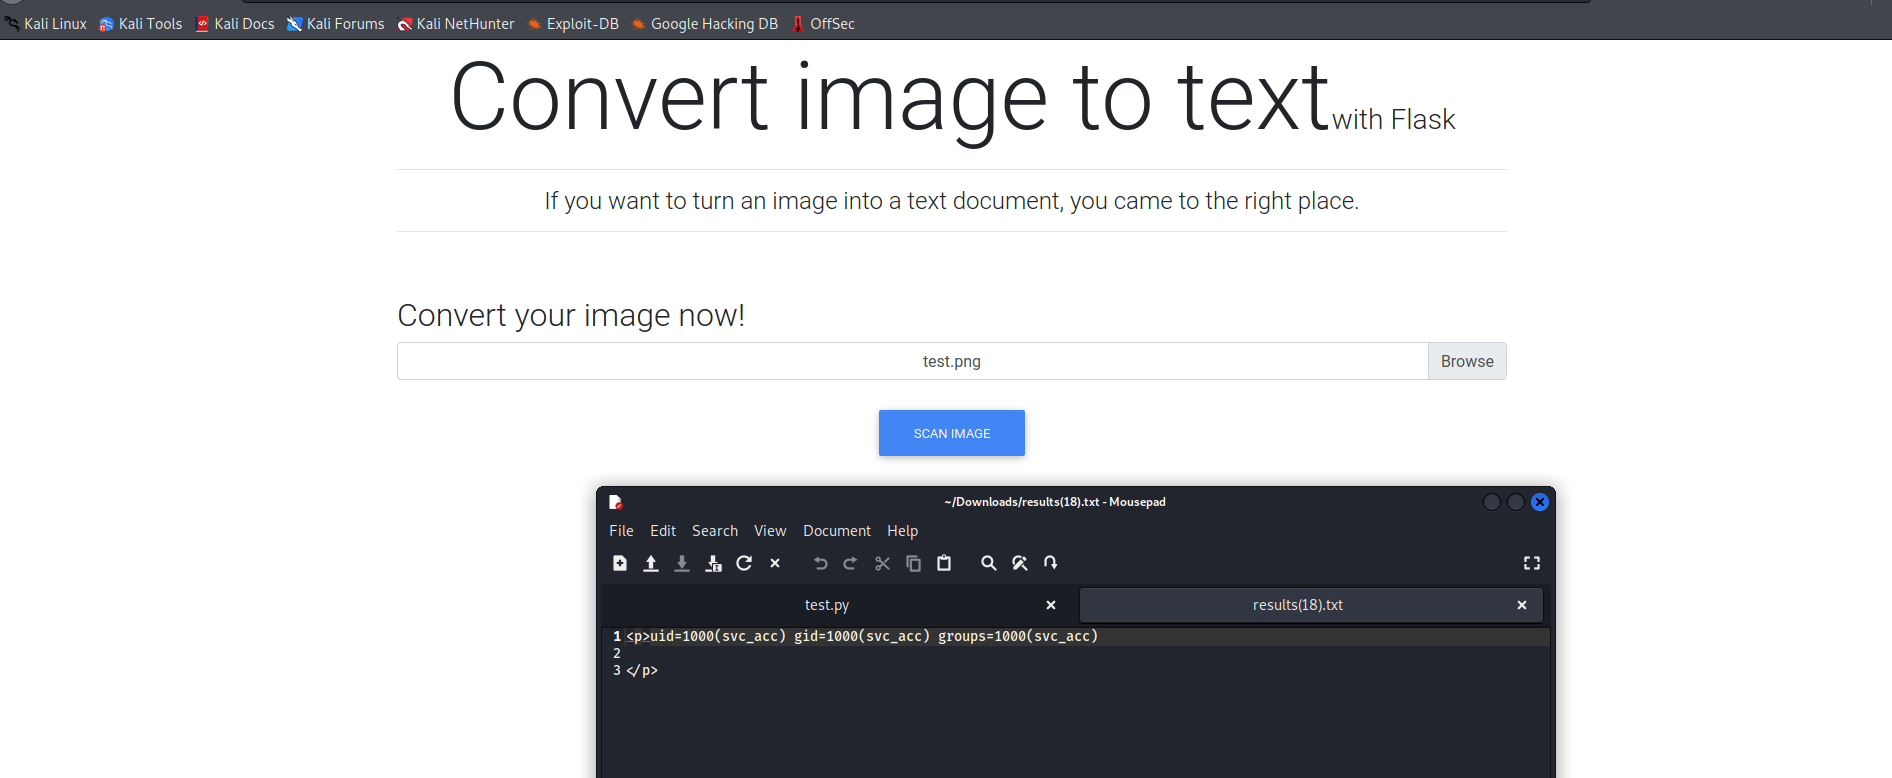 Kali Linux Kali Tools Kali Docs Kali Forums Kali NetHunter Exploit-DB Google Hacking DB OffSec
Convert image to text with Flask
If you want to turn an image into a text document, you came to the right place.
Convert your image now!
test.png Browse
SCAN IMAGE
~/Downloads/results(18).txt - Mousepad
File Edit Search View Document Help
test.py results(18).txt
1 <p>uid=1000(svc_acc) gid=1000(svc_acc) groups=1000(svc_acc)
2
3 </p>